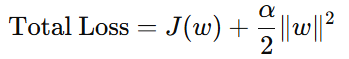 Total Loss = J(w) + α/2 ‖w‖²